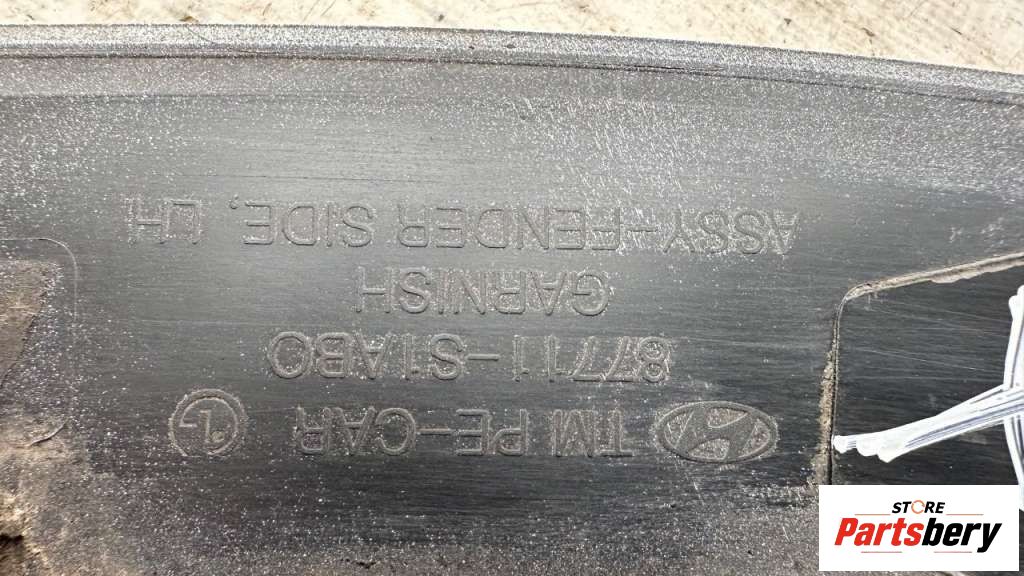 TM PE-CAR L
87711-S1AB0
GARNISH
ASSY-FENDER SIDE, LH
STORE
Partsbery